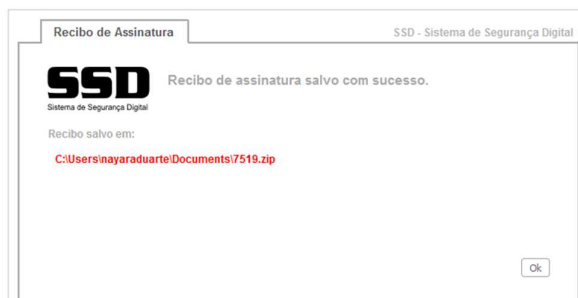 Recibo de Assinatura
SSD - Sistema de Segurança Digital
SSD
Sistema de Segurança Digital
Recibo de assinatura salvo com sucesso.
Recibo salvo em:
C:\Users\nayaraduarte\Documents\7519.zip
Ok